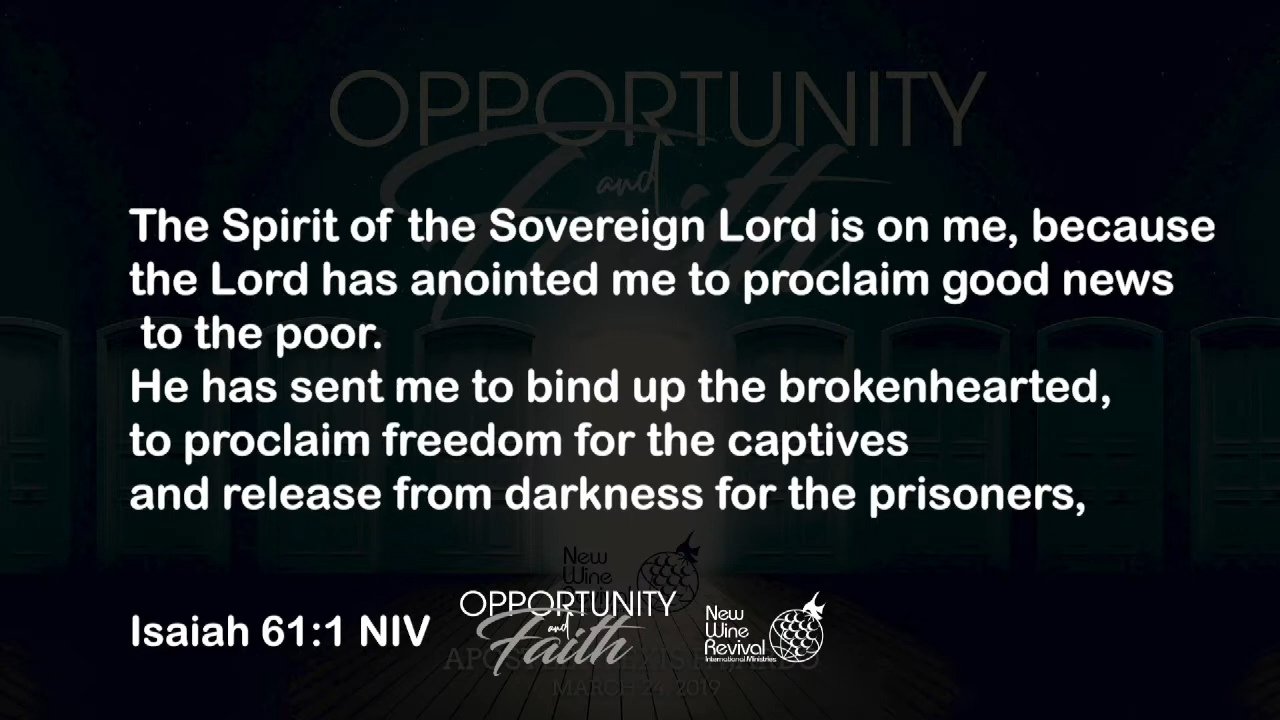 OPPORTUNITY
and
Faith
The Spirit of the Sovereign Lord is on me, because
the Lord has anointed me to proclaim good news
to the poor.
He has sent me to bind up the brokenhearted,
to proclaim freedom for the captives
and release from darkness for the prisoners,
New
Wine
Isaiah 61:1 NIV
OPPORTUNITY
and
Faith
New
Wine
Revival
International Ministries
MARCH 24, 2019